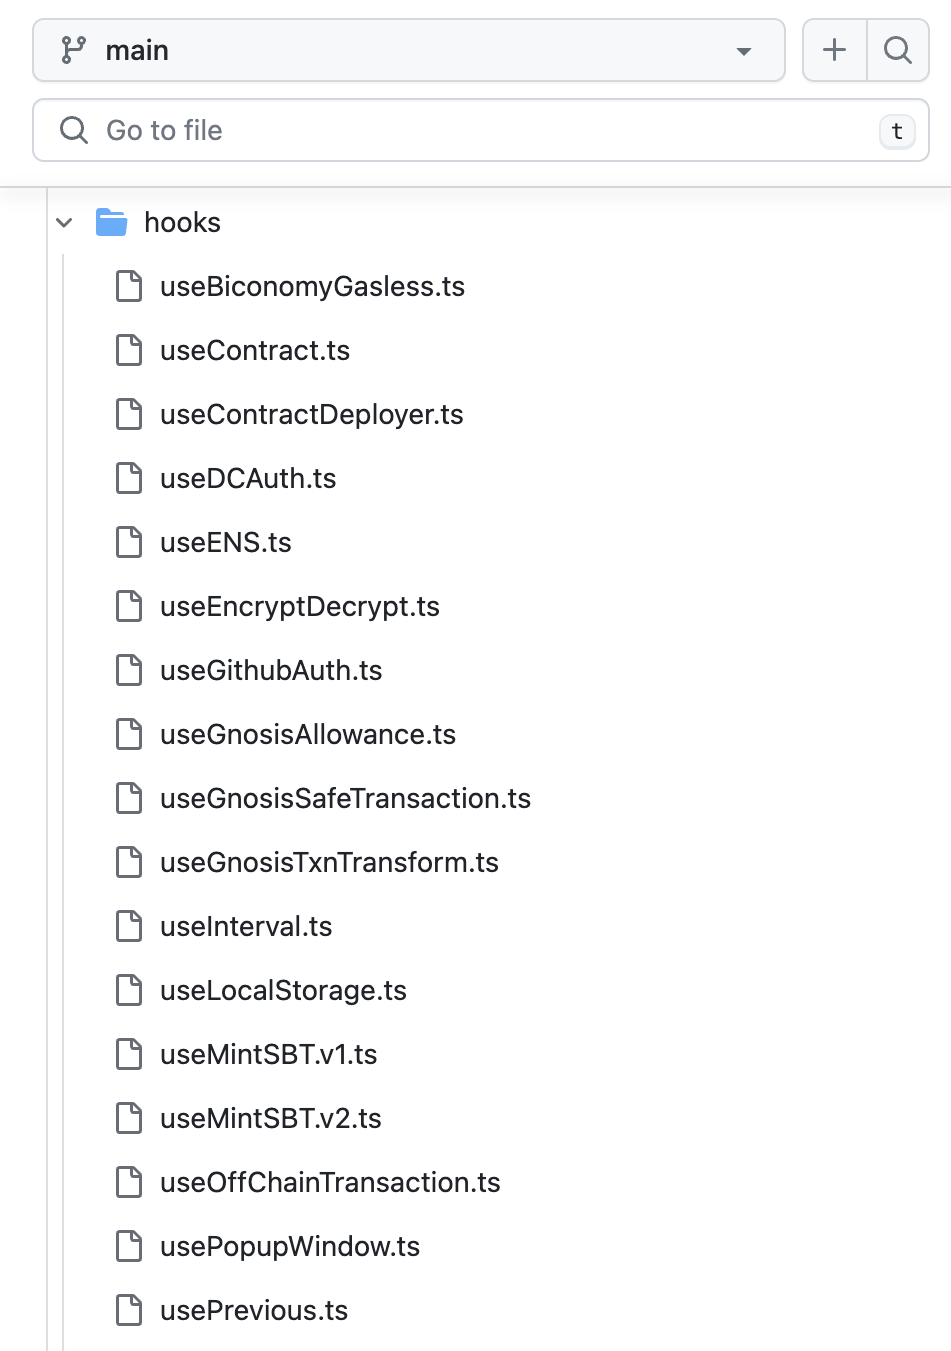 main
Go to file
t
hooks
useBiconomyGasless.ts
useContract.ts
useContractDeployer.ts
useDCAuth.ts
useENS.ts
useEncryptDecrypt.ts
useGithubAuth.ts
useGnosisAllowance.ts
useGnosisSafeTransaction.ts
useGnosisTxnTransform.ts
useInterval.ts
useLocalStorage.ts
useMintSBT.v1.ts
useMintSBT.v2.ts
useOffChainTransaction.ts
usePopupWindow.ts
usePrevious.ts